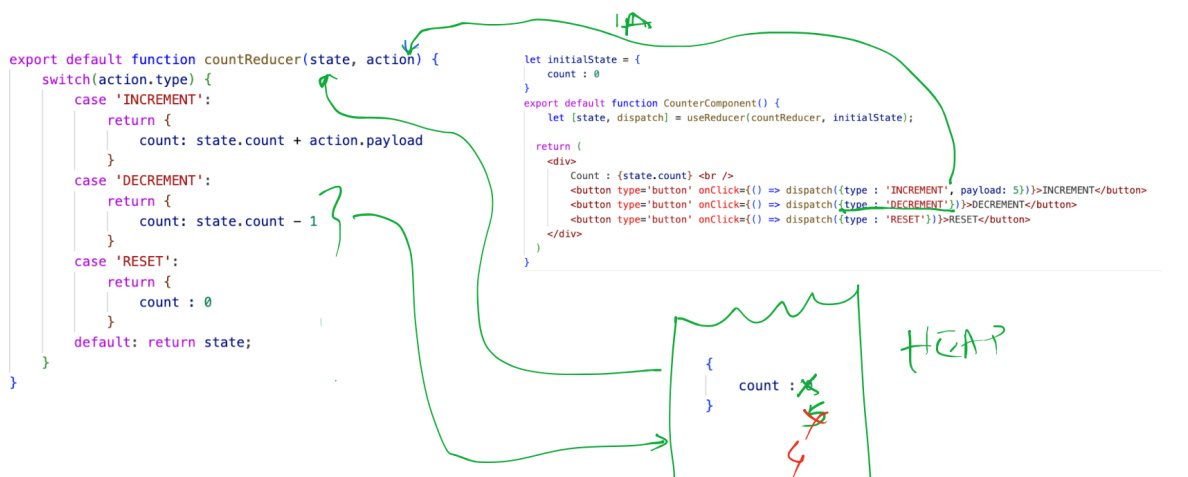 export default function countReducer(state, action) {
    switch(action.type) {
        case 'INCREMENT':
            return {
                count: state.count + action.payload
            }
        case 'DECREMENT':
            return {
                count: state.count - 1
            }
        case 'RESET':
            return {
                count : 0
            }
        default: return state;
    }
}
let initialState = {
    count : 0
}
export default function CounterComponent() {
    let [state, dispatch] = useReducer(countReducer, initialState);
  return (
    <div>
        Count : {state.count} <br />
        <button type='button' onClick={() => dispatch({type : 'INCREMENT', payload: 5})}>INCREMENT</button>
        <button type='button' onClick={() => dispatch({type : 'DECREMENT'})}>DECREMENT</button>
        <button type='button' onClick={() => dispatch({type : 'RESET'})}>RESET</button>
    </div>
  )
}
HEAP
{
    count :
}
5
4